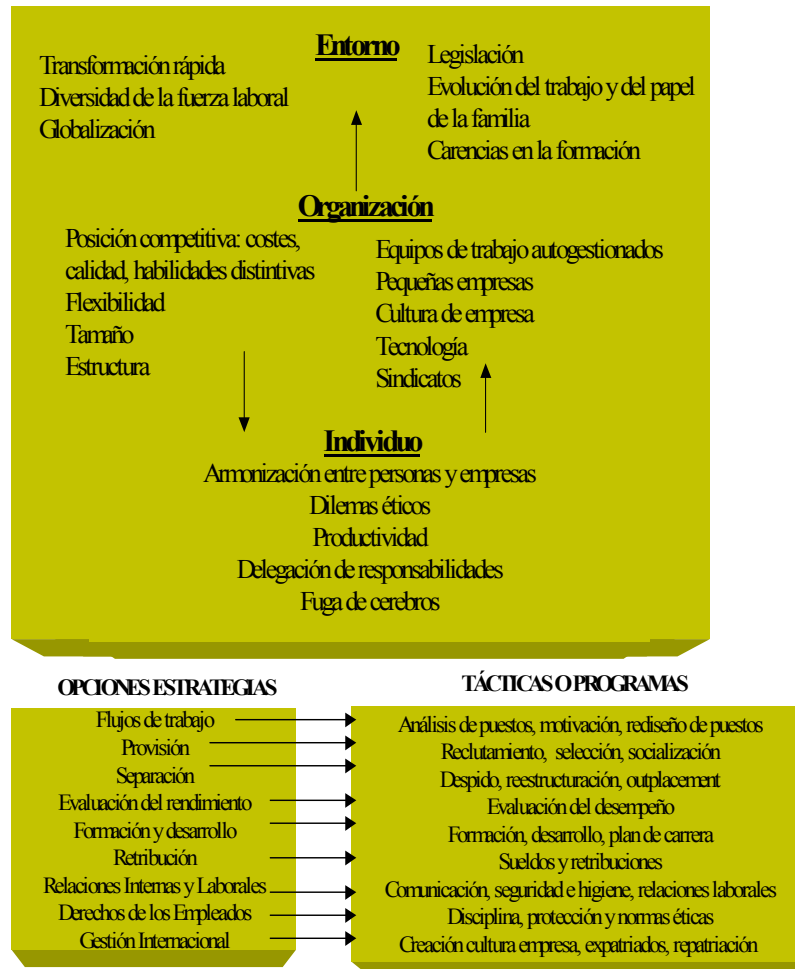 Entorno
Transformación rápida
Diversidad de la fuerza laboral
Globalización
Legislación
Evolución del trabajo y del papel
de la familia
Carencias en la formación
Organización
Posición competitiva: costes,
calidad, habilidades distintivas
Flexibilidad
Tamaño
Estructura
Equipos de trabajo autogestionados
Pequeñas empresas
Cultura de empresa
Tecnología
Sindicatos
Individuo
Armonización entre personas y empresas
Dilemas éticos
Productividad
Delegación de responsabilidades
Fuga de cerebros
OPCIONES ESTRATEGIAS
Flujos de trabajo
Provisión
Separación
Evaluación del rendimiento
Formación y desarrollo
Retribución
Relaciones Internas y Laborales
Derechos de los Empleados
Gestión Internacional
TÁCTICAS O PROGRAMAS
Análisis de puestos, motivación, rediseño de puestos
Reclutamiento, selección, socialización
Despido, reestructuración, outplacement
Evaluación del desempeño
Formación, desarrollo, plan de carrera
Sueldos y retribuciones
Comunicación, seguridad e higiene, relaciones laborales
Disciplina, protección y normas éticas
Creación cultura empresa, expatriados, repatriación